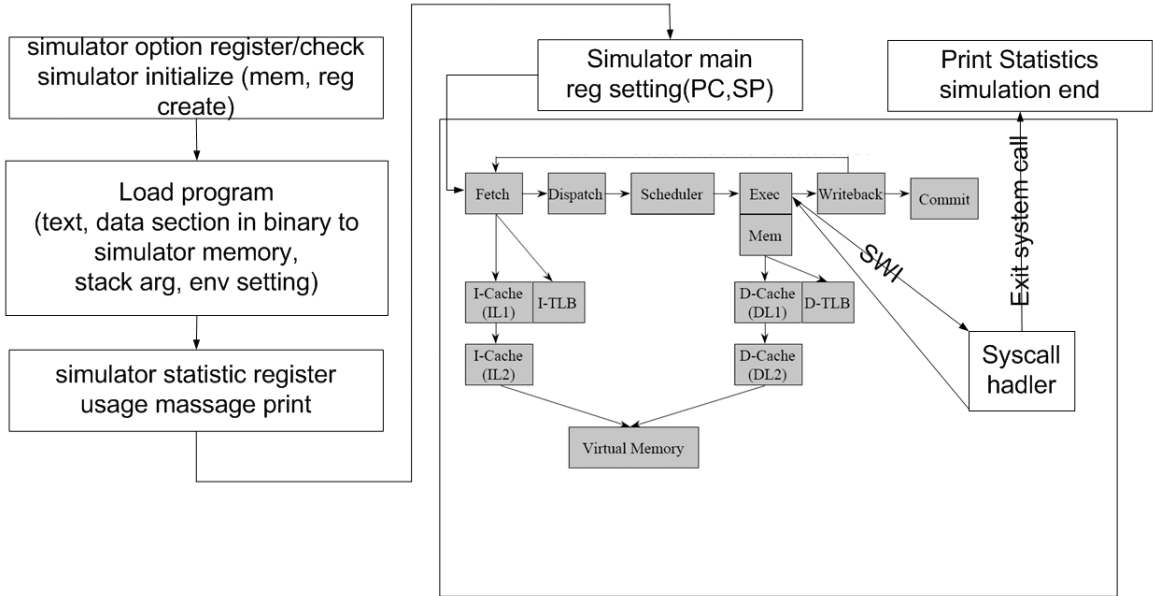 simulator option register/check
simulator initialize (mem, reg
create)
Load program
(text, data section in binary to
simulator memory,
stack arg, env setting)
simulator statistic register
usage massage print
Simulator main
reg setting(PC,SP)
Print Statistics
simulation end
Exit system call
Fetch
Dispatch
Scheduler
Exec
Writeback
Commit
Mem
SWI
I-Cache
(IL1)
I-TLB
D-Cache
(DL1)
D-TLB
I-Cache
(IL2)
D-Cache
(DL2)
Syscall
hadler
Virtual Memory